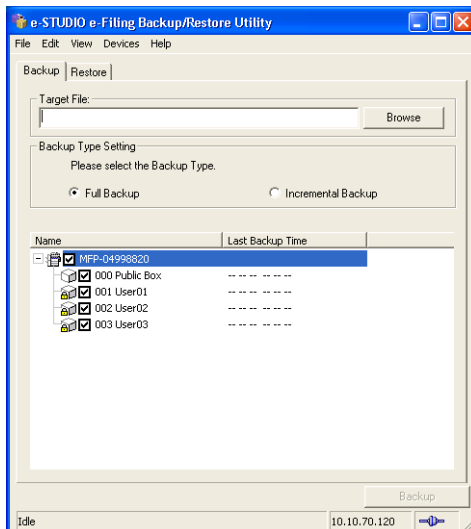 e-STUDIO e-Filing Backup/Restore Utility
File Edit View Devices Help
Backup Restore
Target File:
Browse
Backup Type Setting
Please select the Backup Type.
Full Backup Incremental Backup
Name Last Backup Time
MFP-04998820
000 Public Box -- -- -- -- -- --
001 User01 -- -- -- -- -- --
002 User02 -- -- -- -- -- --
003 User03 -- -- -- -- -- --
Backup
Idle 10.10.70.120